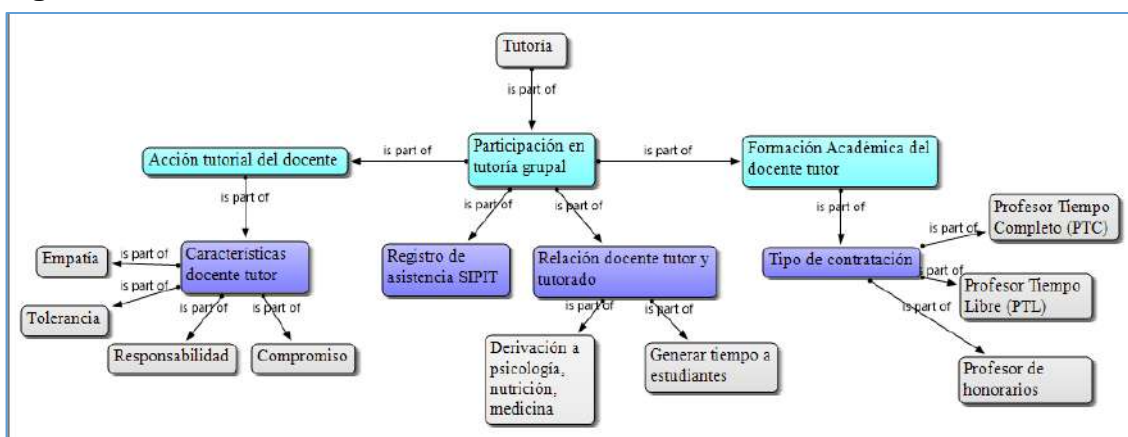 Tutoría
is part of
Participación en
tutoría grupal
is part of
Acción tutorial del docente
is part of
Formación Académica del
docente tutor
is part of
is part of
is part of
is part of
Características
docente tutor
is part of
Empatía
is part of
Tolerancia
is part of
Responsabilidad
is part of
Compromiso
Registro de
asistencia SIPIT
Relación docente tutor y
tutorado
is part of
is part of
Derivación a
psicología,
nutrición,
medicina
Generar tiempo a
estudiantes
Tipo de contratación
is part of
Profesor Tiempo
Completo (PTC)
is part of
Profesor Tiempo
Libre (PTL)
is part of
Profesor de
honorarios